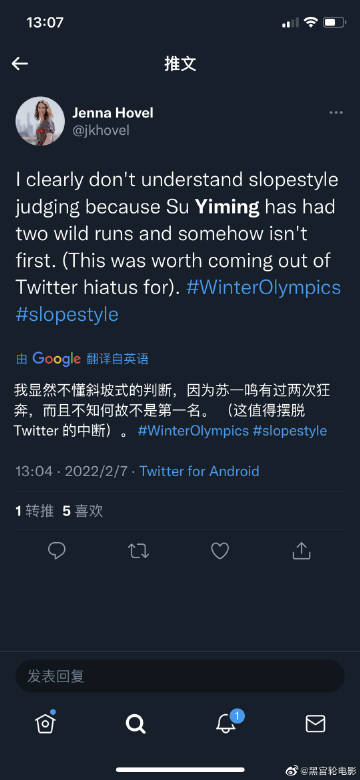 13:07
推文
Jenna Hovel
@jkhovel
I clearly don't understand slopestyle
judging because Su Yiming has had
two wild runs and somehow isn't
first. (This was worth coming out of
Twitter hiatus for). #WinterOlympics
#slopestyle
由 Google 翻译自英语
我显然不懂斜坡式的判断，因为苏一鸣有过两次狂
奔，而且不知何故不是第一名。（这值得摆脱
Twitter 的中断）。#WinterOlympics #slopestyle
13:04 · 2022/2/7 · Twitter for Android
1 转推 5 喜欢
发表回复
1
@黑官轮电影